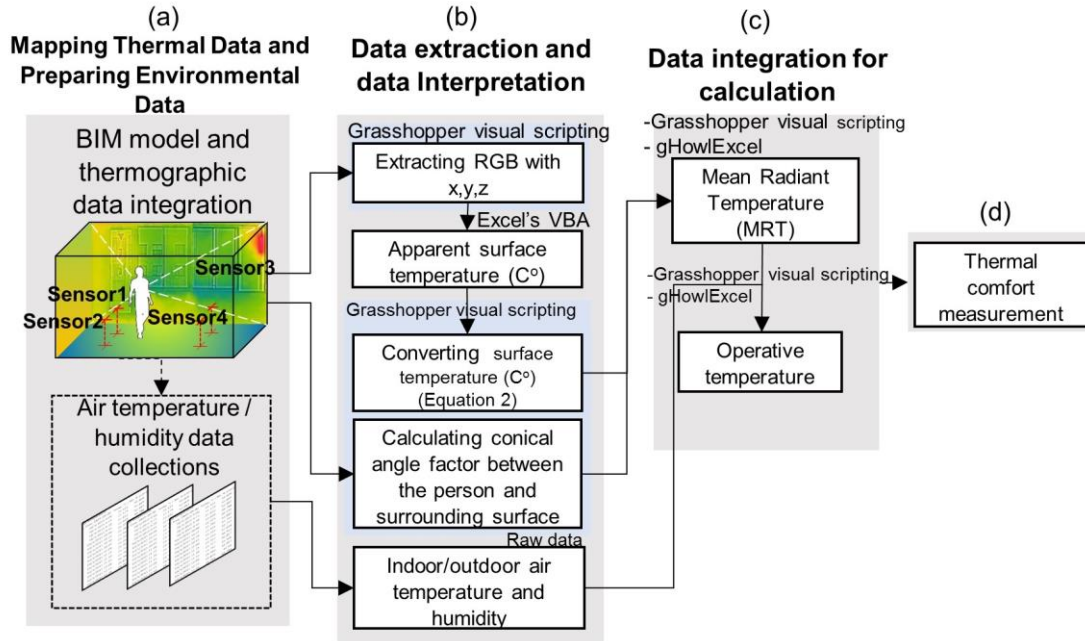 (a)
Mapping Thermal Data and
Preparing Environmental
Data
BIM model and
thermographic
data integration
Sensor3
Sensor1
Sensor2
Sensor4
Air temperature /
humidity data
collections
(b)
Data extraction and
data Interpretation
Grasshopper visual scripting
Extracting RGB with
x,y,z
Excel's VBA
Apparent surface
temperature (C°)
Grasshopper visual scripting
Converting surface
temperature (C°)
(Equation 2)
Calculating conical
angle factor between
the person and
surrounding surface
Raw data
Indoor/outdoor air
temperature and
humidity
(c)
Data integration for
calculation
-Grasshopper visual scripting
- gHowlExcel
Mean Radiant
Temperature
(MRT)
-Grasshopper visual scripting
- gHowlExcel
Operative
temperature
(d)
Thermal
comfort
measurement